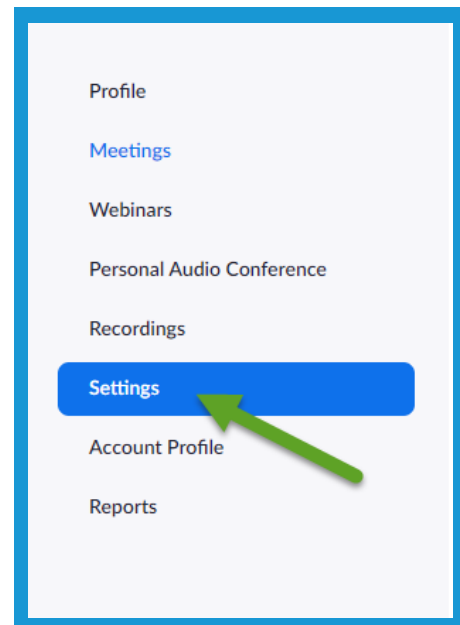 Profile
Meetings
Webinars
Personal Audio Conference
Recordings
Settings
Account Profile
Reports